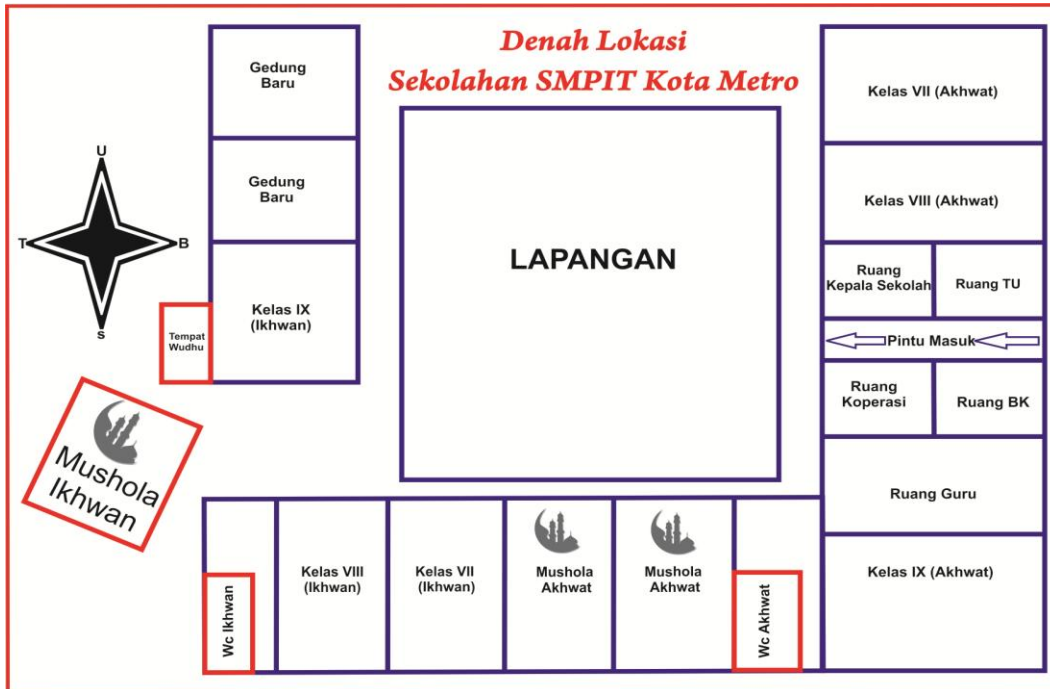 Denah Lokasi
Sekolahan SMPIT Kota Metro
Gedung
Baru
Gedung
Baru
Kelas IX
(Ikhwan)
Tempat
Wudhu
U
T
B
S
Mushola
Ikhwan
LAPANGAN
Kelas VII (Akhwat)
Kelas VIII (Akhwat)
Ruang
Kepala Sekolah
Ruang TU
Pintu Masuk
Ruang
Koperasi
Ruang BK
Ruang Guru
Kelas IX (Akhwat)
Wc Ikhwan
Kelas VIII
(Ikhwan)
Kelas VII
(Ikhwan)
Mushola
Akhwat
Mushola
Akhwat
Wc Akhwat